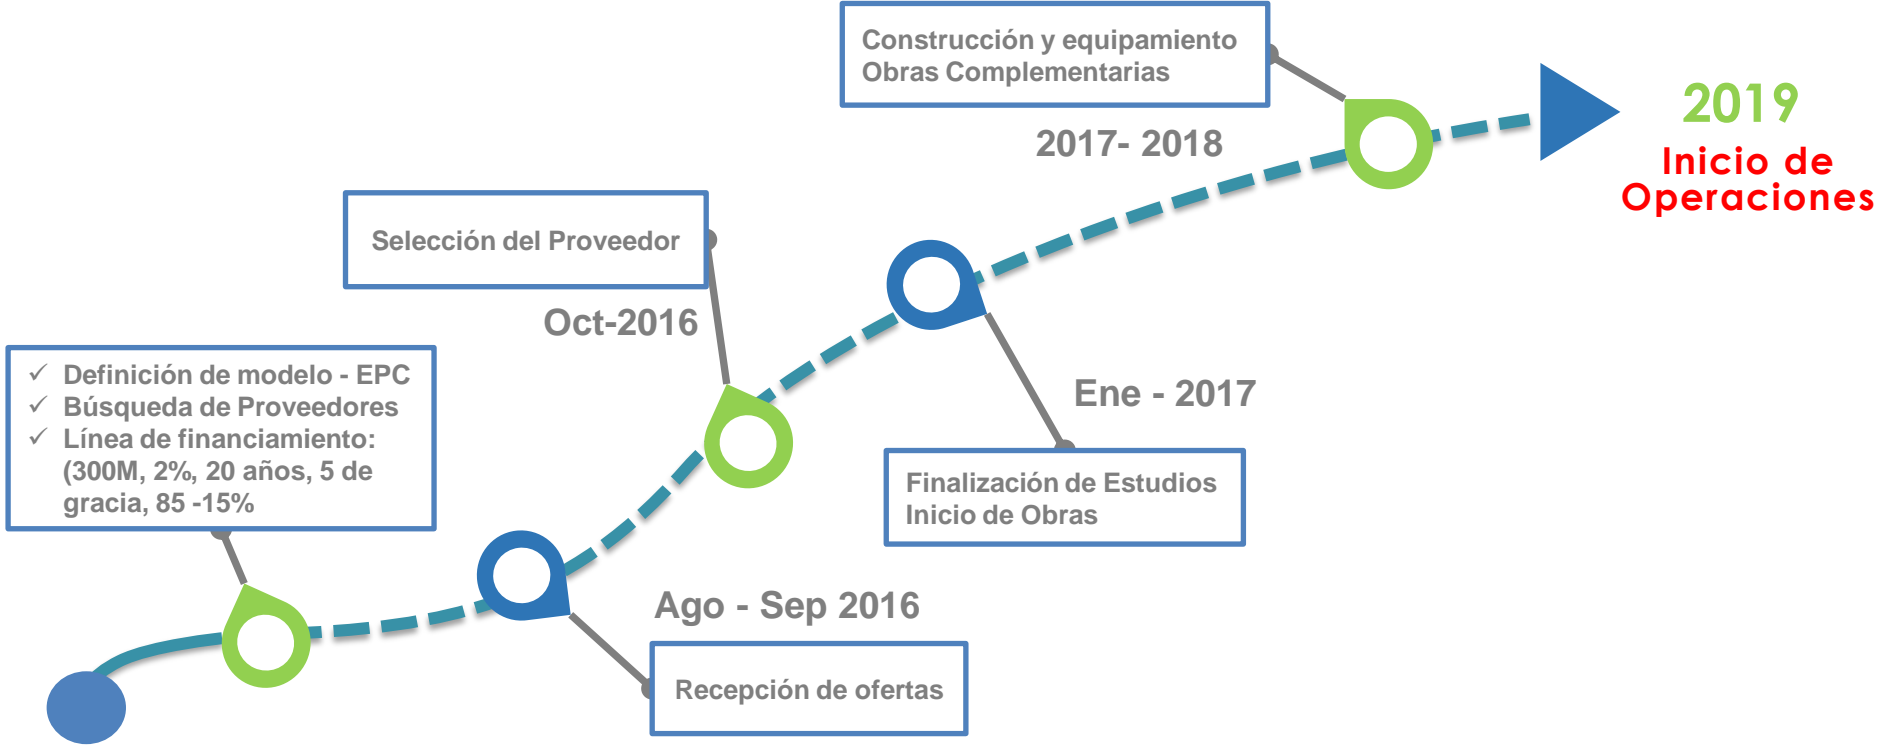 Construcción y equipamiento
Obras Complementarias
2017- 2018
2019
Inicio de
Operaciones
Selección del Proveedor
Oct-2016
✓ Definición de modelo - EPC
✓ Búsqueda de Proveedores
✓ Línea de financiamiento:
(300M, 2%, 20 años, 5 de
gracia, 85 -15%
Ene - 2017
Finalización de Estudios
Inicio de Obras
Ago - Sep 2016
Recepción de ofertas